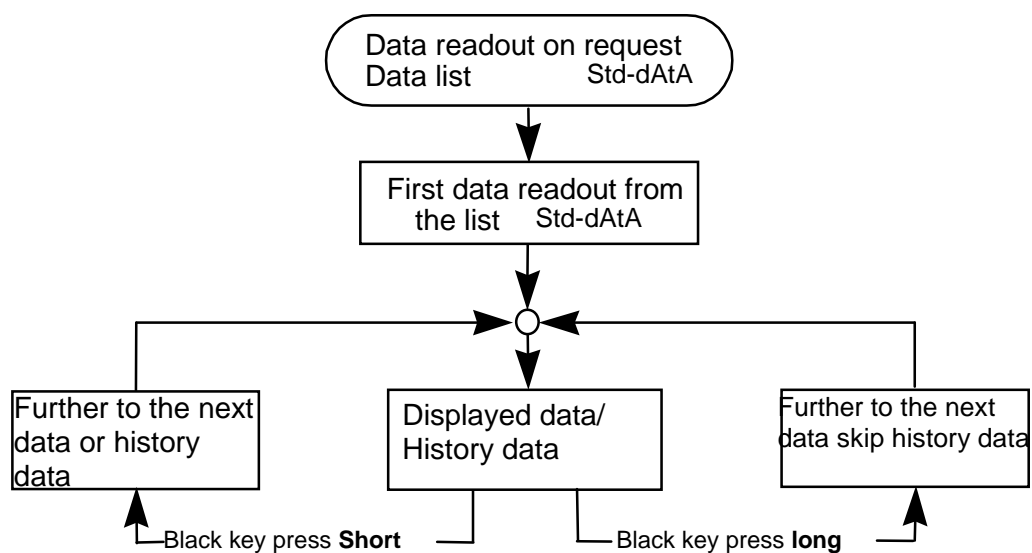 Data readout on request
Data list Std-dAtA
First data readout from
the list Std-dAtA
Further to the next
data or history
data
Displayed data/
History data
Further to the next
data skip history data
Black key press Short
Black key press long